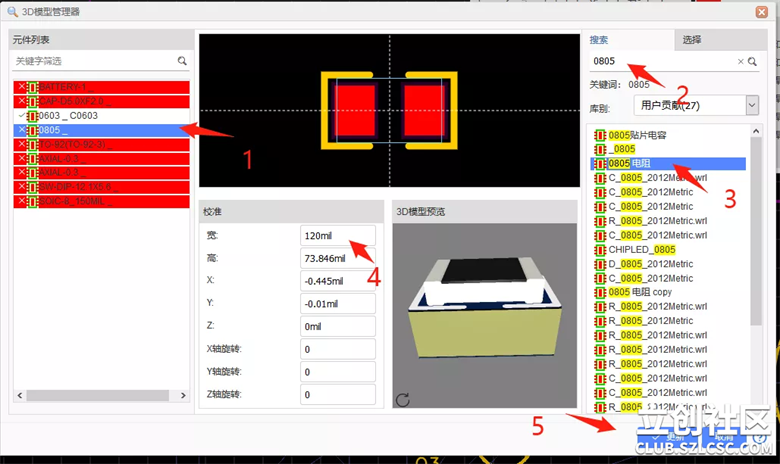 3D模型管理器
元件列表
关键字筛选
BATTERY-1 _
CAP-D5.0XF2.0 _
0603 _ C0603
0805 _
TO-92(TO-92-3) _
AXIAL-0.3 _
AXIAL-0.3 _
SW-DIP-12.1X5.6 _
SOIC-8_150MIL _
1
校准
宽:
120mil
高:
73.846mil
X:
-0.445mil
Y:
-0.01mil
Z:
0mil
X轴旋转:
0
Y轴旋转:
0
Z轴旋转:
0
4
3D模型预览
搜索
选择
0805
2
关键词: 0805
库别:
用户贡献(27)
0805贴片电容
_0805
0805 电阻
3
C_0805_2012Metric.wrl
C_0805_2012Metric
C_0805_2012Metric
R_0805_2012Metric.wrl
C_0805_2012Metric.wrl
CHIPLED_0805
D_0805_2012Metric
C_0805_2012Metric
0805 电阻 copy
R_0805_2012Metric.wrl
R_0805_2012Metric
R_0805_2012Metric.wrl
R_0805_2012Metric.wrl
C_0805_2012Metric.wrl
C_0805_2012Metric.wrl
R_0805_2012Metric.wrl
5
更新
取消
立创社区
CLUB.SZLCSC.COM
03